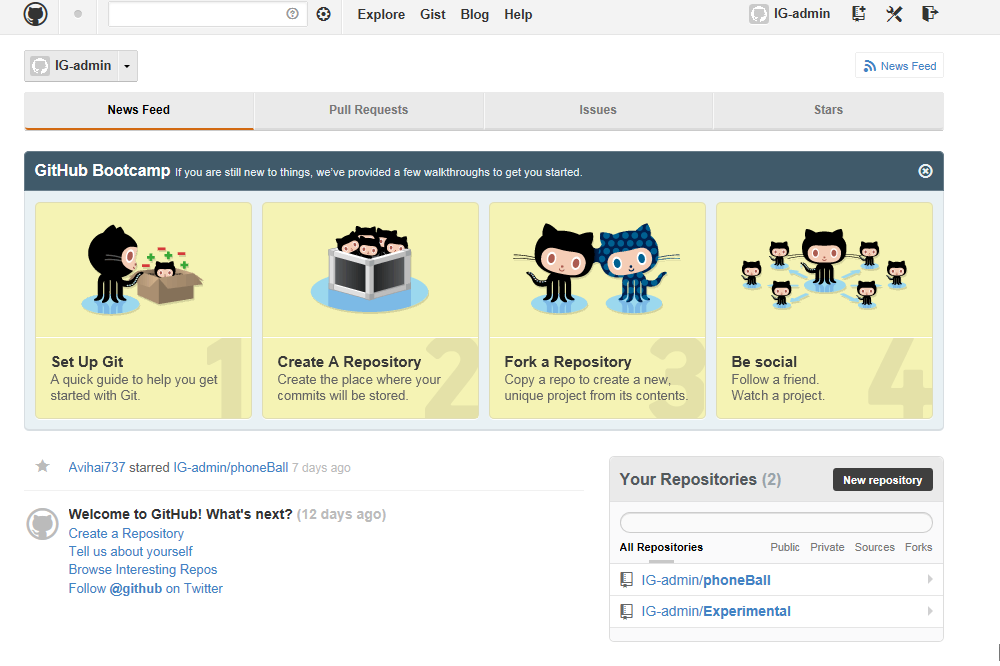 Explore Gist Blog Help IG-admin
IG-admin
News Feed
News Feed Pull Requests Issues Stars
GitHub Bootcamp If you are still new to things, we've provided a few walkthroughs to get you started.
Set Up Git
A quick guide to help you get
started with Git.
1
Create A Repository
Create the place where your
commits will be stored.
2
Fork a Repository
Copy a repo to create a new,
unique project from its contents.
3
Be social
Follow a friend.
Watch a project.
4
Avihai737 starred IG-admin/phoneBall 7 days ago
Welcome to GitHub! What's next? (12 days ago)
Create a Repository
Tell us about yourself
Browse Interesting Repos
Follow @github on Twitter
Your Repositories (2) New repository
All Repositories Public Private Sources Forks
IG-admin/phoneBall
IG-admin/Experimental